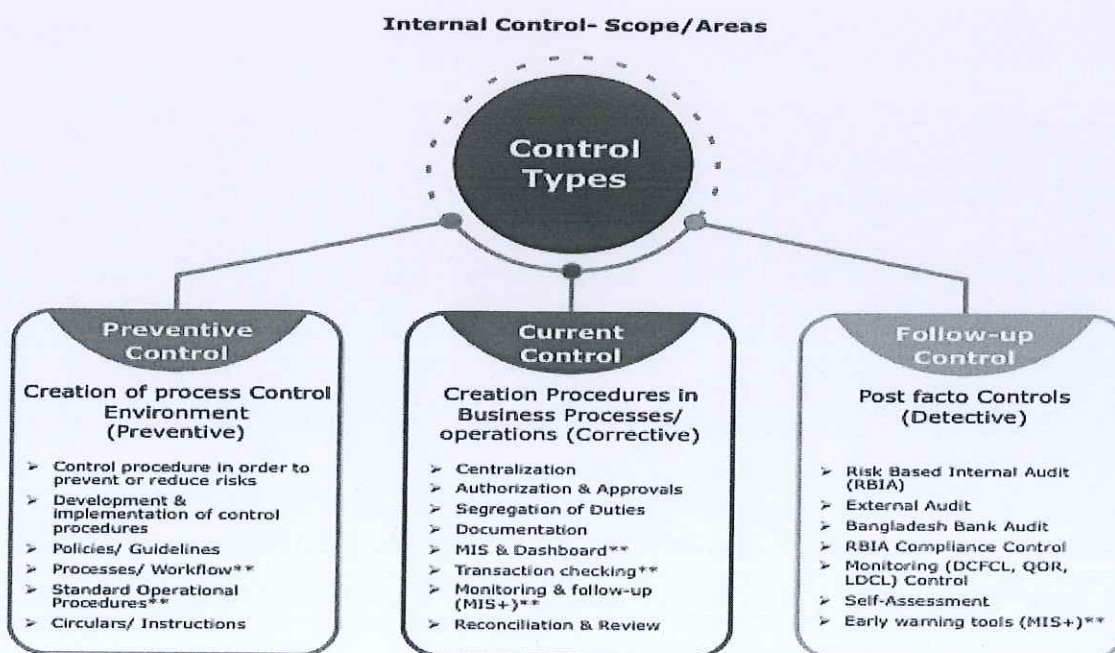 Internal Control- Scope/Areas
Control
Types
Preventive
Control
Creation of process Control
Environment
(Preventive)
➤ Control procedure in order to
prevent or reduce risks
➤ Development &
implementation of control
procedures
➤ Policies/ Guidelines
➤ Processes/ Workflow**
➤ Standard Operational
Procedures**
➤ Circulars/ Instructions
Current
Control
Creation Procedures in
Business Processes/
operations (Corrective)
➤ Centralization
➤ Authorization & Approvals
➤ Segregation of Duties
➤ Documentation
➤ MIS & Dashboard**
➤ Transaction checking**
➤ Monitoring & follow-up
(MIS+)**
➤ Reconciliation & Review
Follow-up
Control
Post facto Controls
(Detective)
➤ Risk Based Internal Audit
(RBIA)
➤ External Audit
➤ Bangladesh Bank Audit
➤ RBIA Compliance Control
➤ Monitoring (DCFCL, QOR,
LDCL) Control
➤ Self-Assessment
➤ Early warning tools (MIS+)**